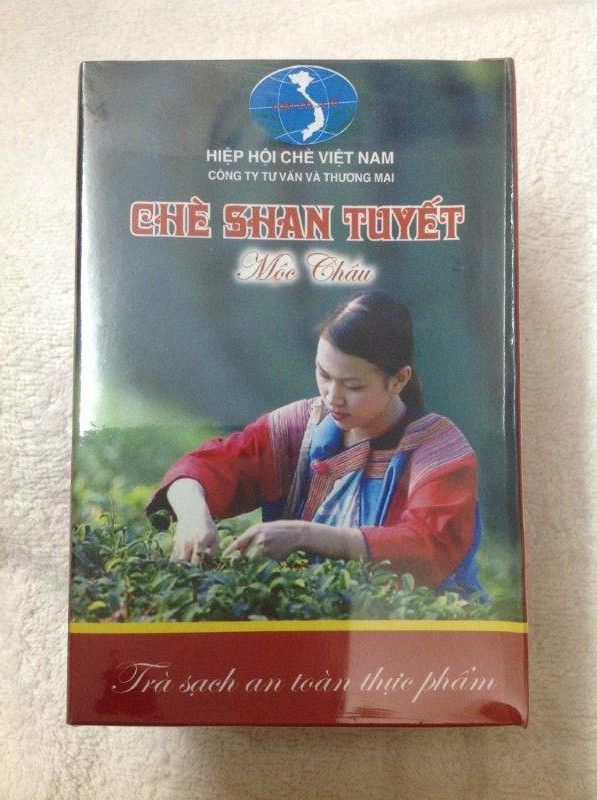 HIỆP HỘI CHÈ VIỆT NAM
CÔNG TY TƯ VẤN VÀ THƯƠNG MẠI
CHÈ SHAN TUYẾT
Mộc Châu
Trà sạch an toàn thực phẩm